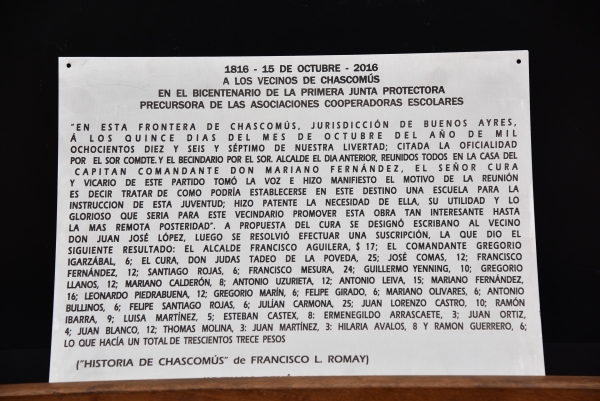 1816 - 15 DE OCTUBRE - 2016
A LOS VECINOS DE CHASCOMÚS
EN EL BICENTENARIO DE LA PRIMERA JUNTA PROTECTORA
PRECURSORA DE LAS ASOCIACIONES COOPERADORAS ESCOLARES
"EN ESTA FRONTERA DE CHASCOMÚS, JURISDICCIÓN DE BUENOS AYRES,
Á LOS QUINCE DIAS DEL MES DE OCTUBRE DEL AÑO DE MIL
OCHOCIENTOS DIEZ Y SEIS Y SÉPTIMO DE NUESTRA LIVERTAD; CITADA LA OFICIALIDAD
POR EL SOR COMDTE. Y EL BECINDARIO POR EL SOR. ALCALDE EL DIA ANTERIOR, REUNIDOS TODOS EN LA CASA DEL
CAPITAN COMANDANTE DON MARIANO FERNÁNDEZ, EL SEÑOR CURA
Y VICARIO DE ESTE PARTIDO TOMÓ LA VOZ E HIZO MANIFIESTO EL MOTIVO DE LA REUNIÓN
ES DECIR TRATAR DE COMO PODRÍA ESTABLECERSE EN ESTE DESTINO UNA ESCUELA PARA LA
INSTRUCCION DE ESTA JUVENTUD; HIZO PATENTE LA NECESIDAD DE ELLA, SU UTILIDAD Y LO
GLORIOSO QUE SERIA PARA ESTE VECINDARIO PROMOVER ESTA OBRA TAN INTERESANTE HASTA
LA MAS REMOTA POSTERIDAD". A PROPUESTA DEL CURA SE DESIGNÓ ESCRIBANO AL VECINO
DON JUAN JOSÉ LÓPEZ, LUEGO SE RESOLVIÓ EFECTUAR UNA SUSCRIPCIÓN, LA QUE DIO EL
SIGUIENTE RESULTADO: EL ALCALDE FRANCISCO AGUILERA, $ 17; EL COMANDANTE GREGORIO
IGARZÁBAL, 6; EL CURA, DON JUDAS TADEO DE LA POVEDA, 25; JOSÉ COMAS, 12; FRANCISCO
FERNÁNDEZ, 12; SANTIAGO ROJAS, 6; FRANCISCO MESURA, 24; GUILLERMO YENNING, 10; GREGORIO
LLANOS, 12; MARIANO CALDERÓN, 8; ANTONIO UZURIETA, 12; ANTONIO LEIVA, 15; MARIANO FERNÁNDEZ,
16; LEONARDO PIEDRABUENA, 12; GREGORIO MARÍN, 6; FELIPE GIRADO, 6; MARIANO OLIVARES, 6; ANTONIO
BULLINOS, 6; FELIPE SANTIAGO ROJAS, 6; JULIÁN CARMONA, 25; JUAN LORENZO CASTRO, 10; RAMÓN
IBARRA, 9; LUISA MARTÍNEZ, 5; ESTEBAN CASTEX, 8; ERMENEGILDO ARRASCAETE, 3; JUAN ORTIZ,
4; JUAN BLANCO, 12; THOMAS MOLINA, 3: JUAN MARTÍNEZ, 3: HILARIA AVALOS, 8 Y RAMON GUERRERO, 6;
LO QUE HACÍA UN TOTAL DE TRESCIENTOS TRECE PESOS
("HISTORIA DE CHASCOMÚS" de FRANCISCO L. ROMAY)